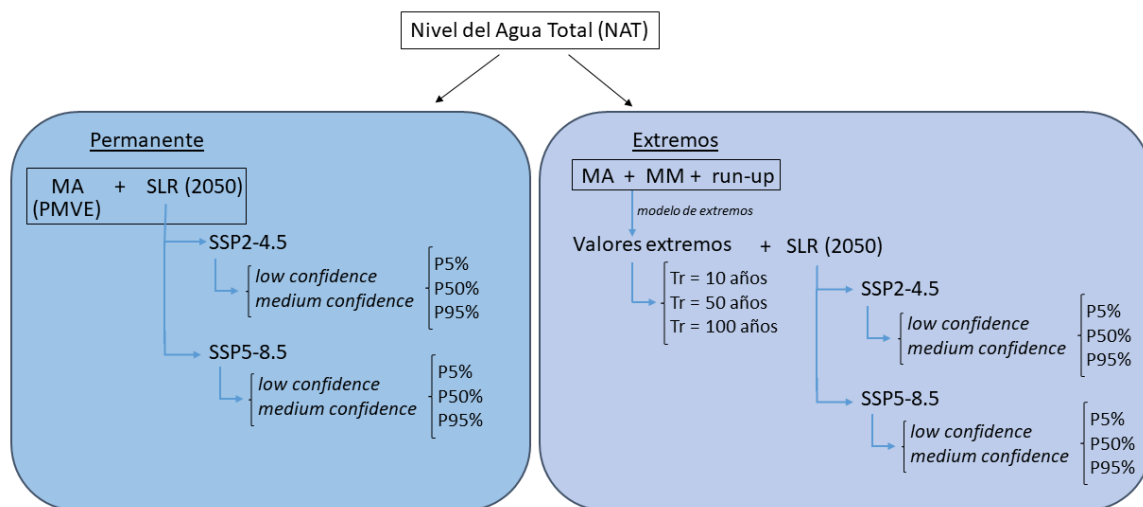 Nivel del Agua Total (NAT)
Permanente
MA + SLR (2050)
(PMVE)
SSP2-4.5
low confidence
medium confidence
P5%
P50%
P95%
SSP5-8.5
low confidence
medium confidence
P5%
P50%
P95%
Extremos
MA + MM + run-up
modelo de extremos
Valores extremos + SLR (2050)
Tr = 10 años
Tr = 50 años
Tr = 100 años
SSP2-4.5
low confidence
medium confidence
P5%
P50%
P95%
SSP5-8.5
low confidence
medium confidence
P5%
P50%
P95%